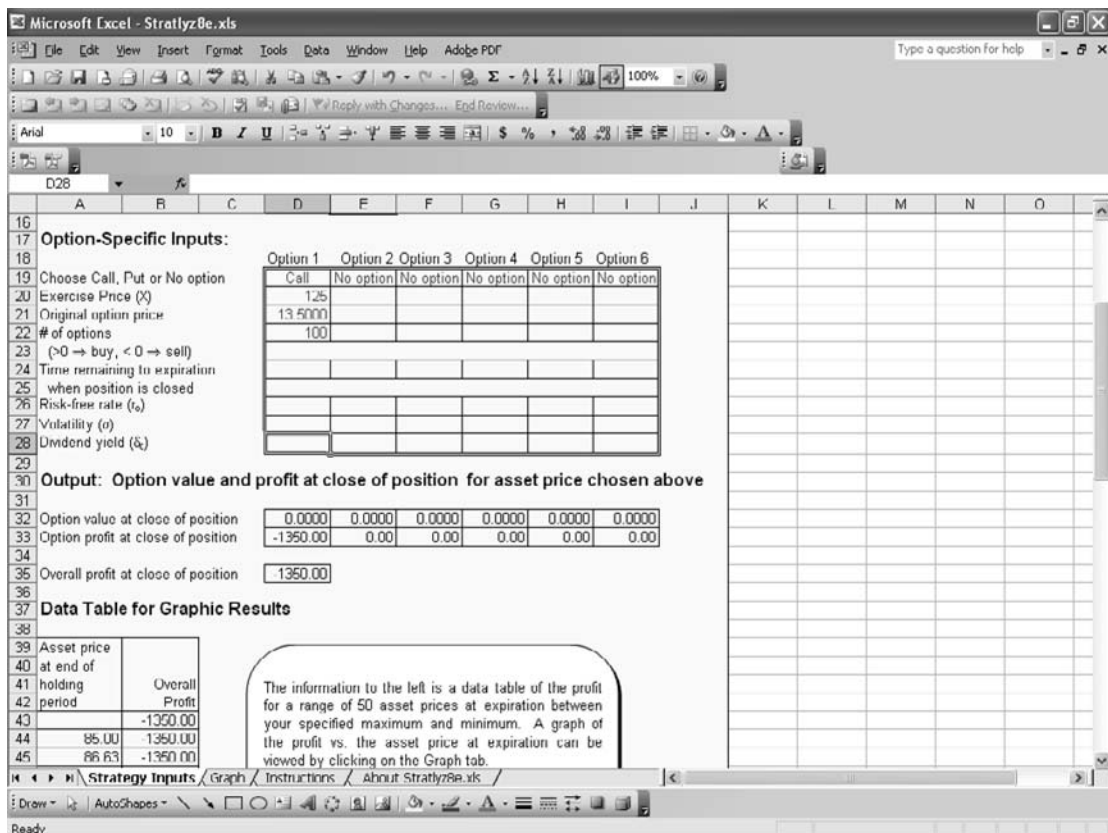 Microsoft Excel - Stratlyz8e.xls
File Edit View Insert Format Tools Data Window Help Adobe PDF Type a question for help
100%
Reply with Changes... End Review...
Arial 10 B I U $ % ,
D28 fx
A B C D E F G H I J K L M N O
16
17 Option-Specific Inputs:
18 Option 1 Option 2 Option 3 Option 4 Option 5 Option 6
19 Choose Call, Put or No option Call No option No option No option No option No option
20 Exercise Price (X) 125
21 Original option price 13.5000
22 # of options 100
23 (>0 → buy, < 0 → sell)
24 Time remaining to expiration
25 when position is closed
26 Risk-free rate (rc)
27 Volatility (σ)
28 Dividend yield (δc)
29
30 Output: Option value and profit at close of position for asset price chosen above
31
32 Option value at close of position 0.0000 0.0000 0.0000 0.0000 0.0000 0.0000
33 Option profit at close of position -1350.00 0.00 0.00 0.00 0.00 0.00
34
35 Overall profit at close of position -1350.00
36
37 Data Table for Graphic Results
38
39 Asset price
40 at end of
41 holding Overall
42 period Profit
43 -1350.00
44 85.00 -1350.00
45 86.63 -1350.00
The information to the left is a data table of the profit
for a range of 50 asset prices at expiration between
your specified maximum and minimum. A graph of
the profit vs. the asset price at expiration can be
viewed by clicking on the Graph tab.
Strategy Inputs Graph Instructions About Stratlyz8e.xls
Draw AutoShapes
Ready